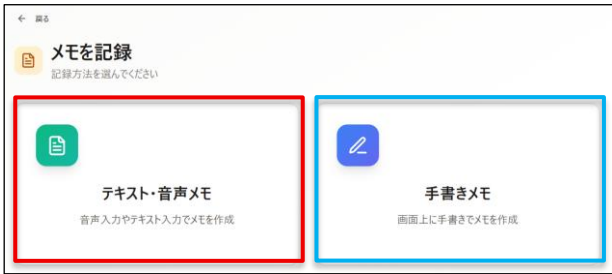 ← 戻る
メモを記録
記録方法を選んでください
テキスト・音声メモ
音声入力やテキスト入力でメモを作成
手書きメモ
画面上に手書きでメモを作成